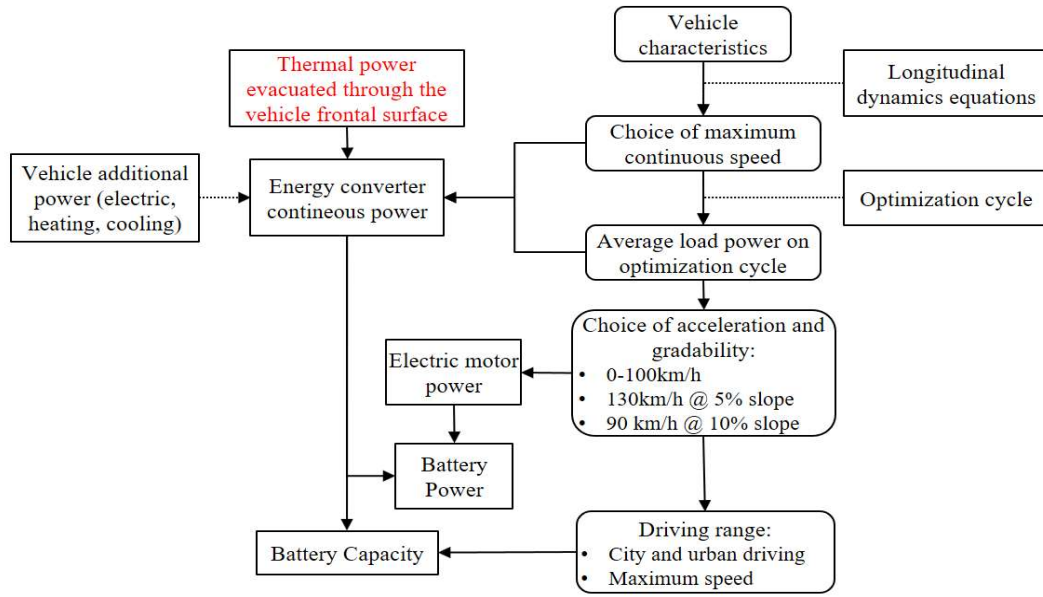 Vehicle
characteristics
Thermal power
evacuated through the
vehicle frontal surface
Longitudinal
dynamics equations
Choice of maximum
continuous speed
Vehicle additional
power (electric,
heating, cooling)
Energy converter
contineous power
Optimization cycle
Average load power on
optimization cycle
Choice of acceleration and
gradability:
• 0-100km/h
• 130km/h @ 5% slope
• 90 km/h @ 10% slope
Electric motor
power
Battery
Power
Driving range:
• City and urban driving
• Maximum speed
Battery Capacity